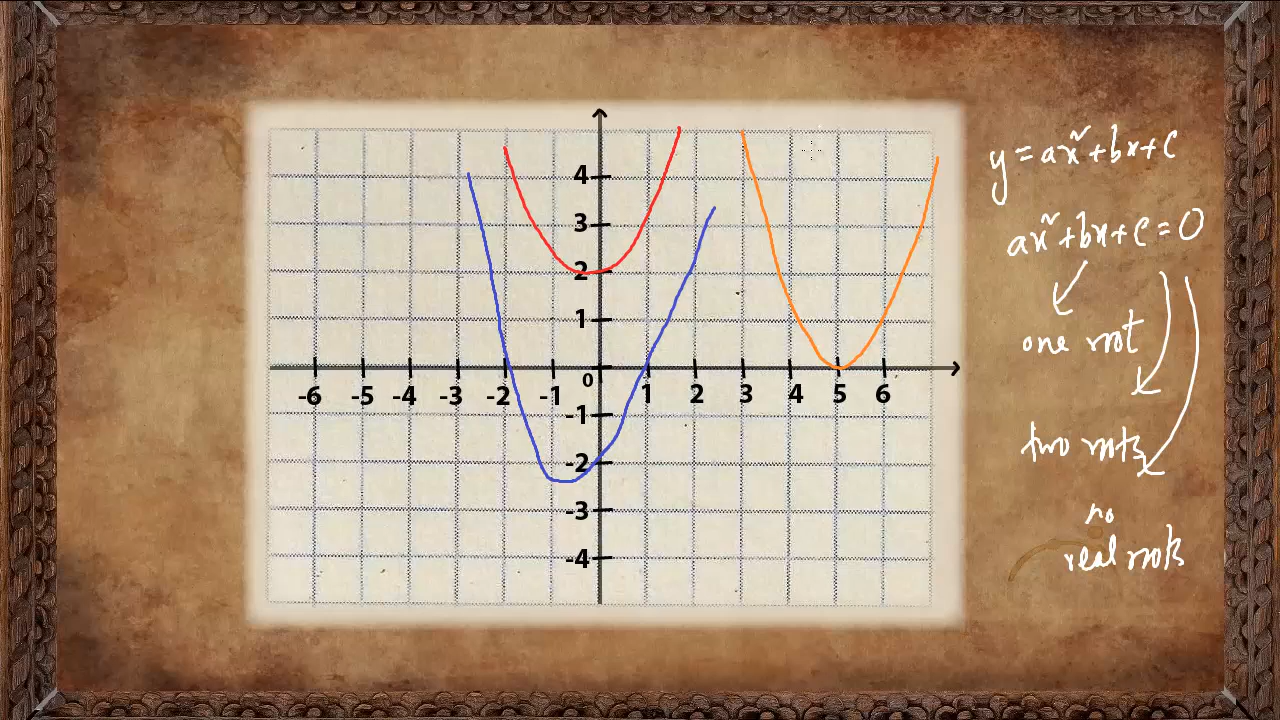 4
3
2
1
0
-6 -5 -4 -3 -2 -1 1 2 3 4 5 6
-1
-2
-3
-4
y = ax² + bx + c
ax² + bx + c = 0
one root
two roots
no
real roots